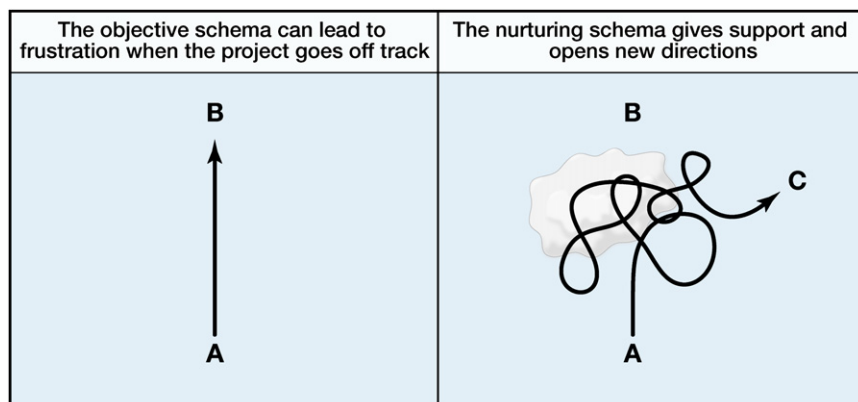 The objective schema can lead to
frustration when the project goes off track
The nurturing schema gives support and
opens new directions
B
A
B
C
A